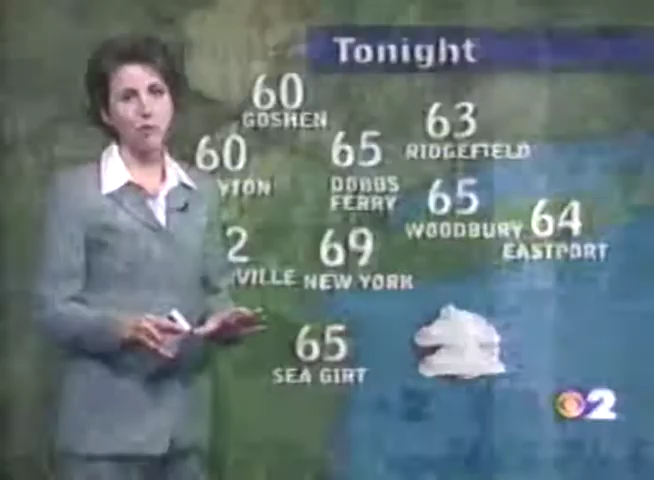 Tonight
60
GOSHEN
63
RIDGEFIELD
60
YTON
65
DOBBS
FERRY
65
WOODBURY
64
EASTPORT
2
VILLE
69
NEW YORK
65
SEA GIRT
2